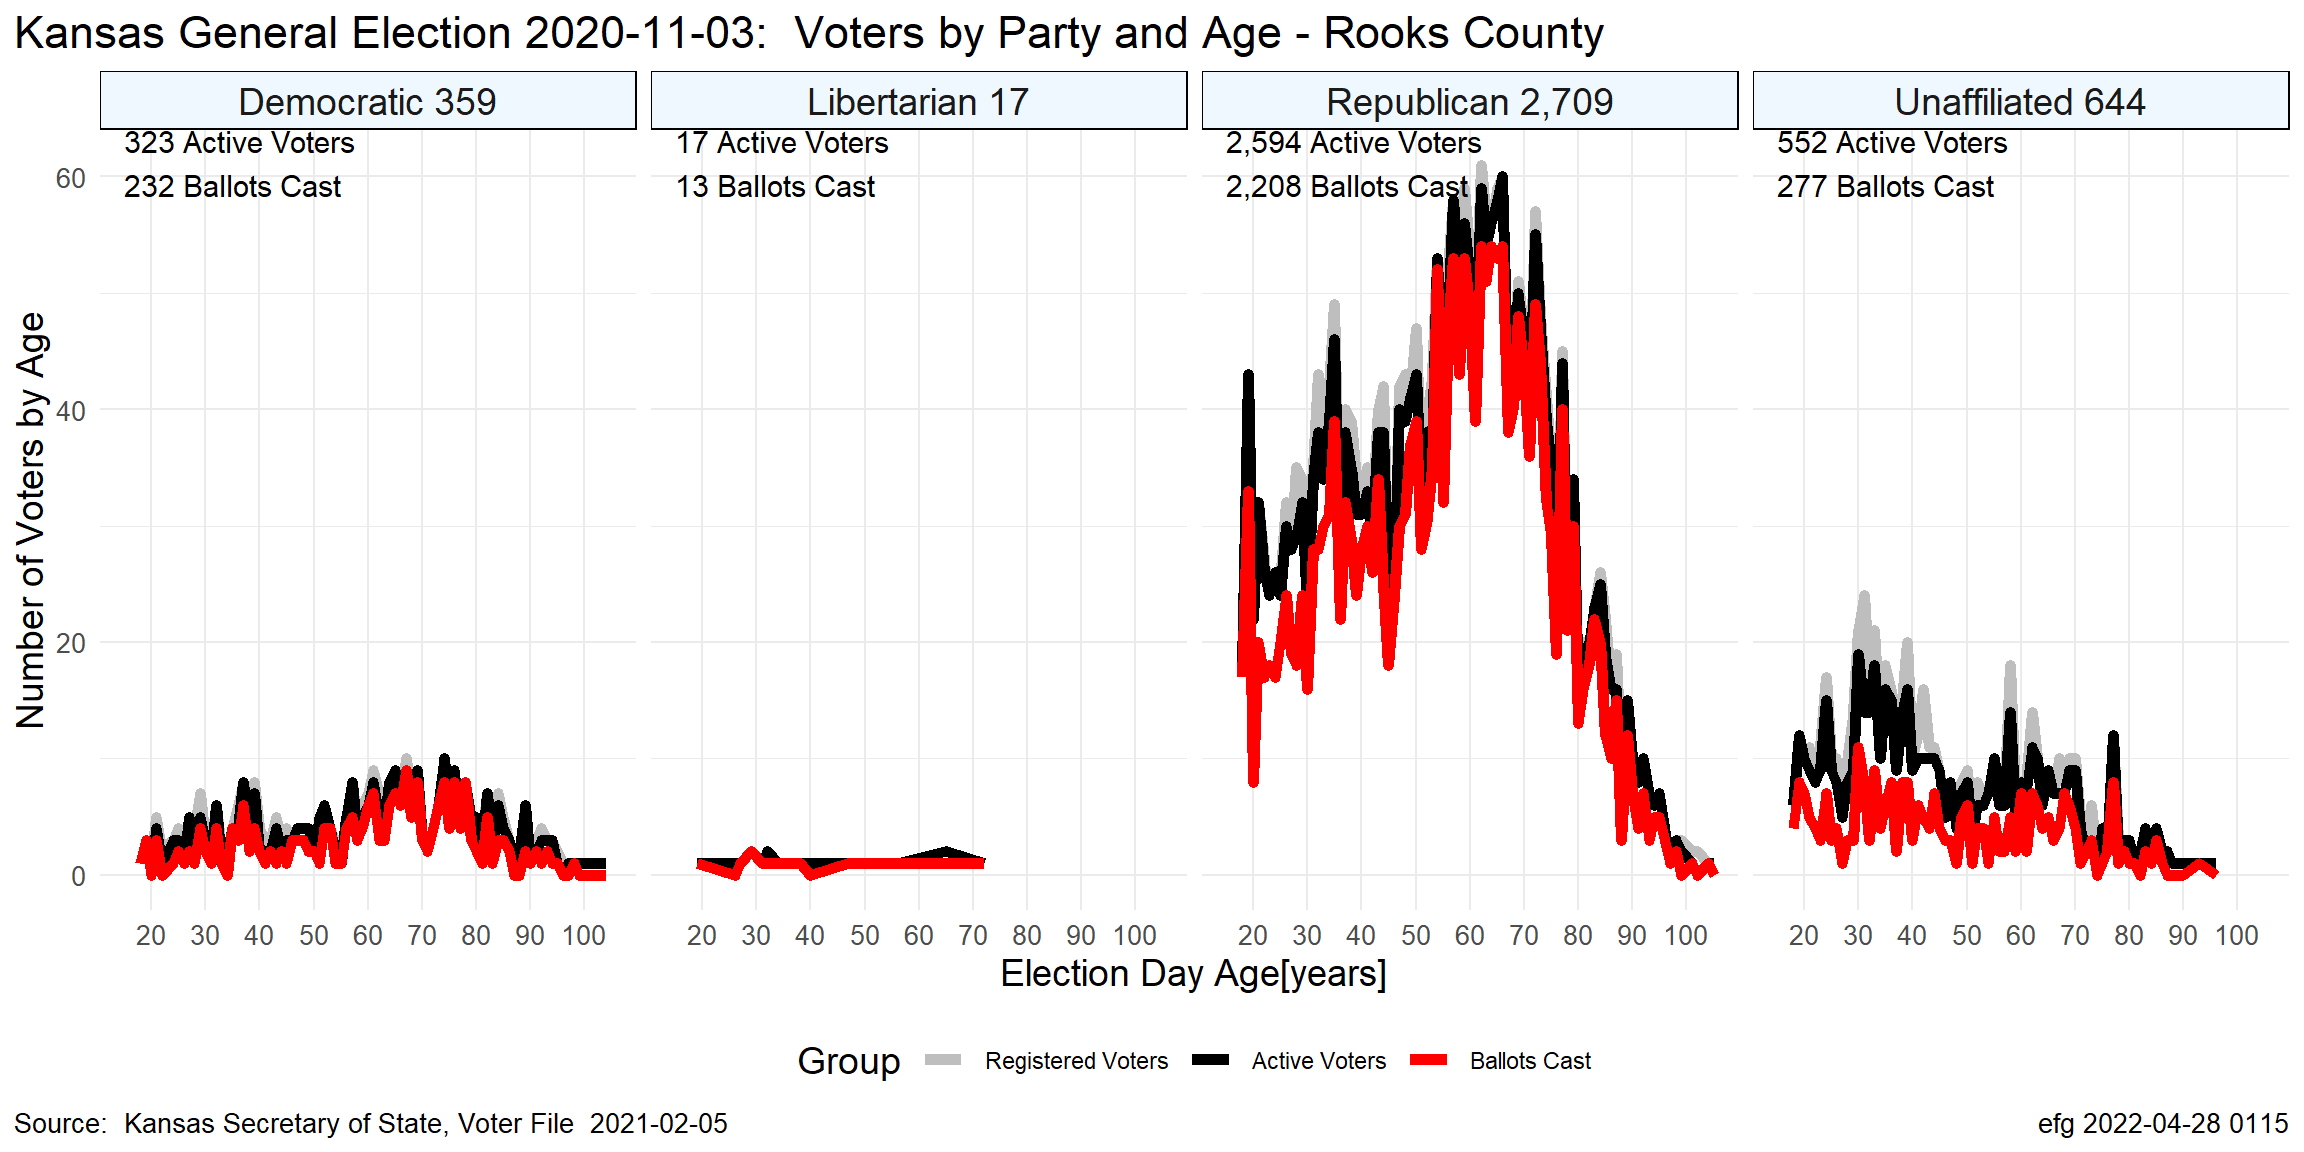 Kansas General Election 2020-11-03:  Voters by Party and Age - Rooks County
Democratic 359
Libertarian 17
Republican 2,709
Unaffiliated 644
323 Active Voters
232 Ballots Cast
17 Active Voters
13 Ballots Cast
2,594 Active Voters
2,208 Ballots Cast
552 Active Voters
277 Ballots Cast
Number of Voters by Age
60
40
20
0
20 30 40 50 60 70 80 90 100
20 30 40 50 60 70 80 90 100
20 30 40 50 60 70 80 90 100
20 30 40 50 60 70 80 90 100
Election Day Age[years]
Group Registered Voters Active Voters Ballots Cast
Source:  Kansas Secretary of State, Voter File  2021-02-05
efg 2022-04-28 0115